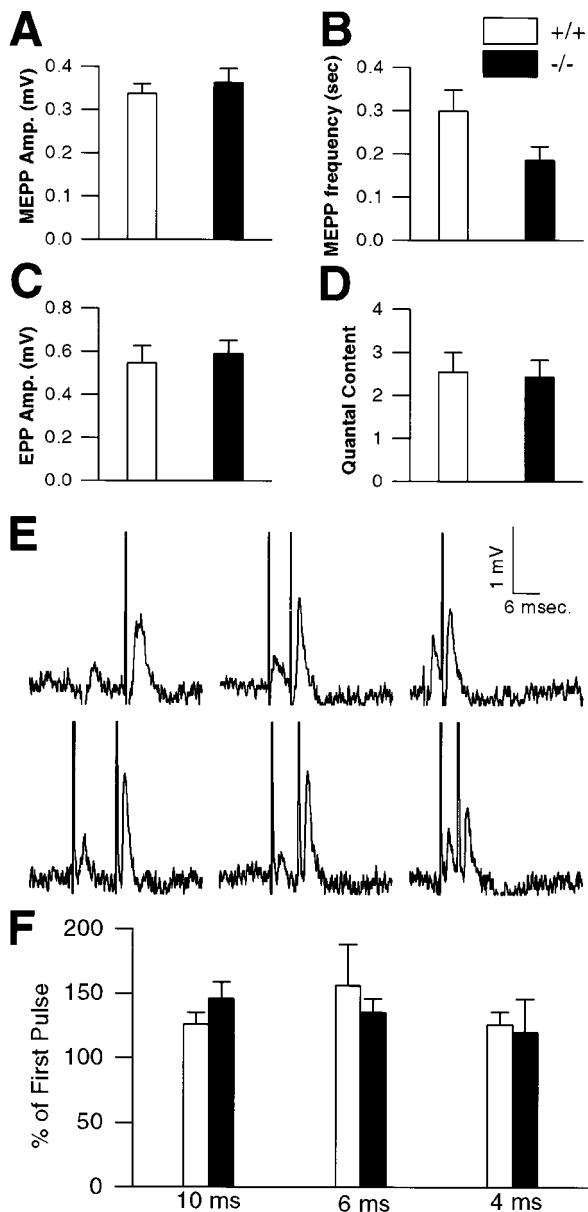 A
MEPP Amp. (mV)
0.4
0.3
0.2
0.1
0.0
B
+/+
-/-
MEPP frequency (sec)
0.4
0.3
0.2
0.1
0.0
C
EPP Amp. (mV)
0.8
0.6
0.4
0.2
0.0
D
Quantal Content
4
3
2
1
0
E
1 mV
6 msec.
F
% of First Pulse
200
150
100
50
0
10 ms
6 ms
4 ms